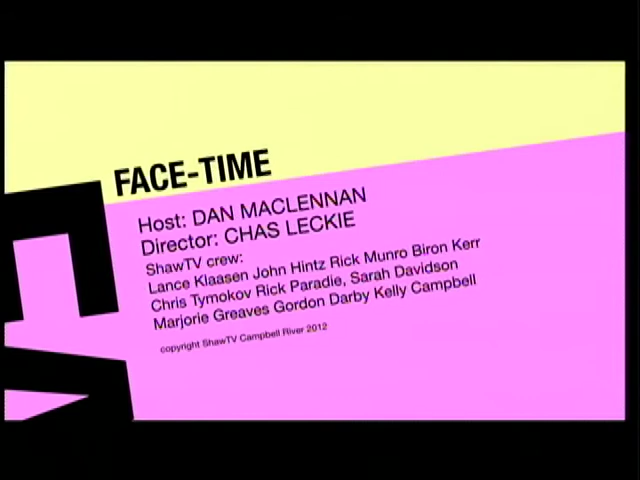 FACE-TIME
Host: DAN MACLENNAN
Director: CHAS LECKIE
ShawTV crew:
Lance Klaasen John Hintz Rick Munro Biron Kerr
Chris Tymokov Rick Paradie, Sarah Davidson
Marjorie Greaves Gordon Darby Kelly Campbell
copyright ShawTV Campbell River 2012